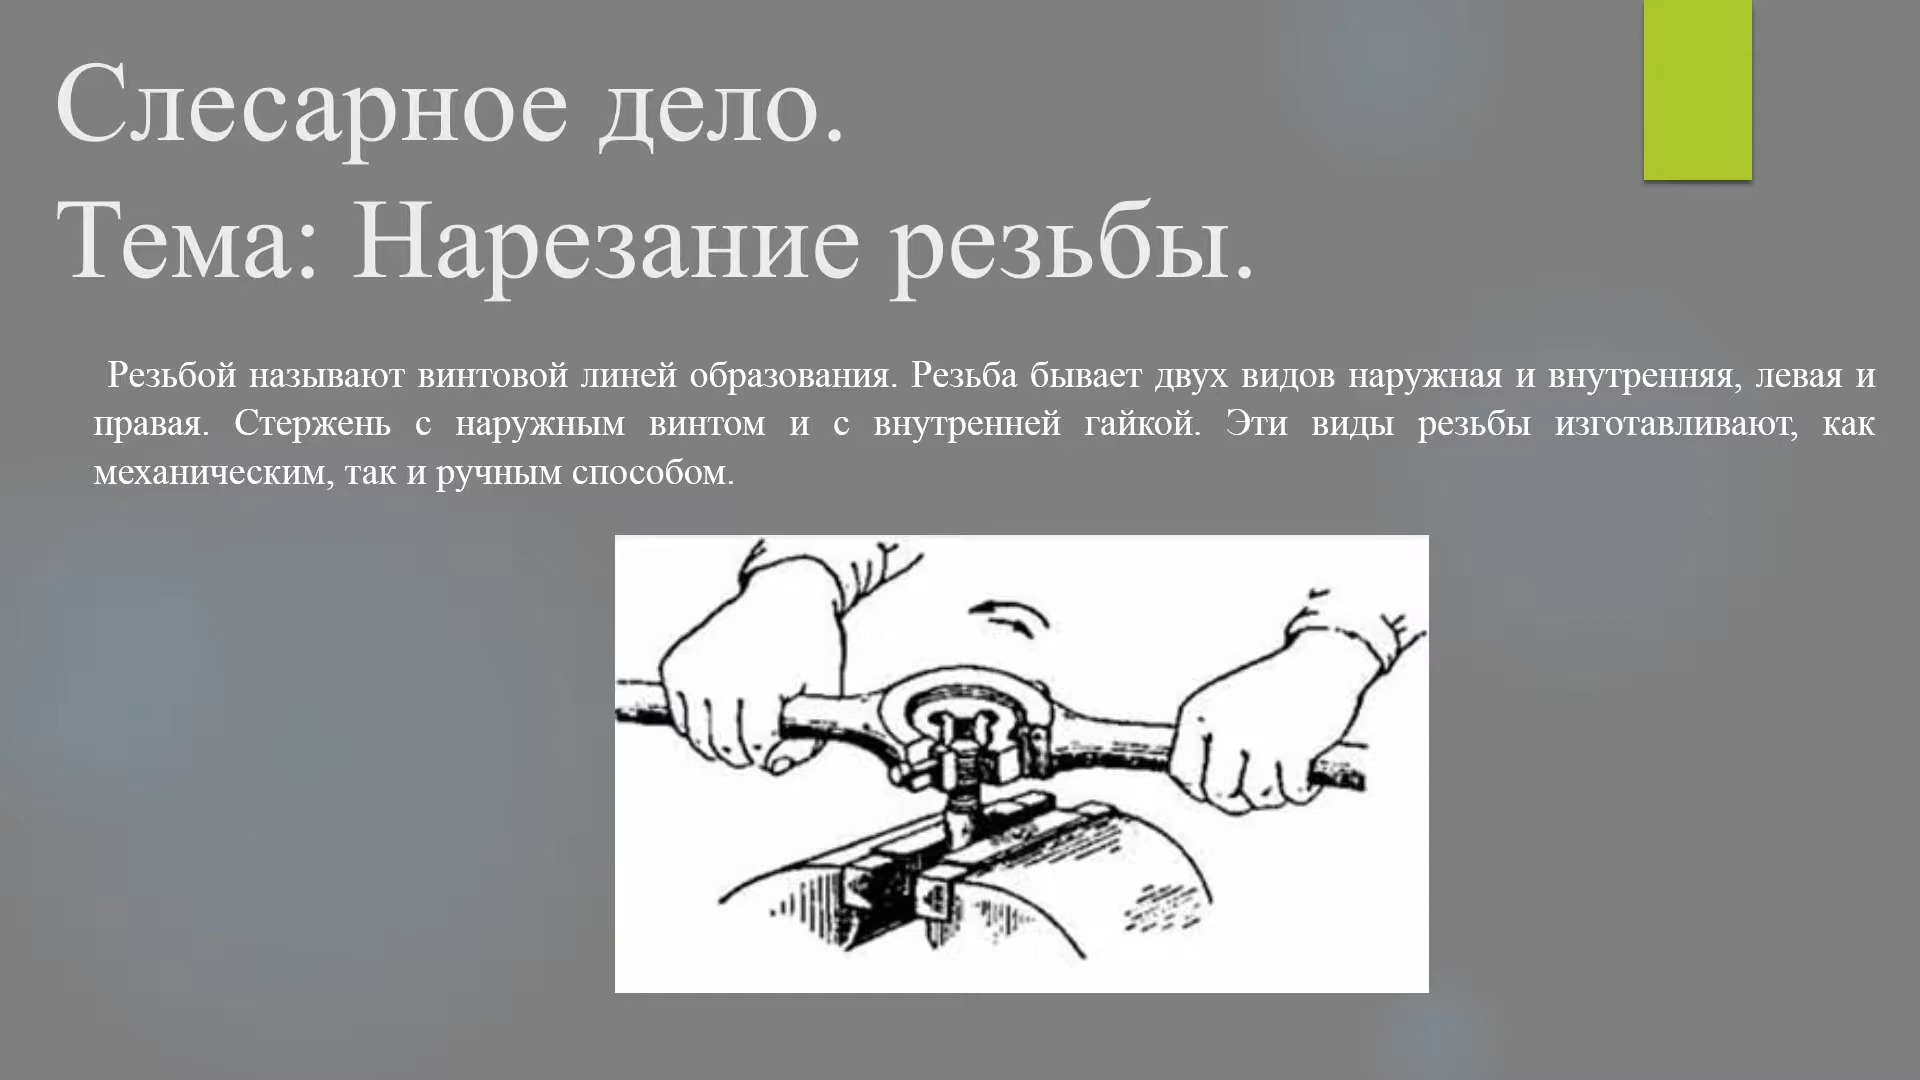 Слесарное дело.
Тема: Нарезание резьбы.
Резьбой называют винтовой линей образования. Резьба бывает двух видов наружная и внутренняя, левая и
правая. Стержень с наружным винтом и с внутренней гайкой. Эти виды резьбы изготавливают, как
механическим, так и ручным способом.